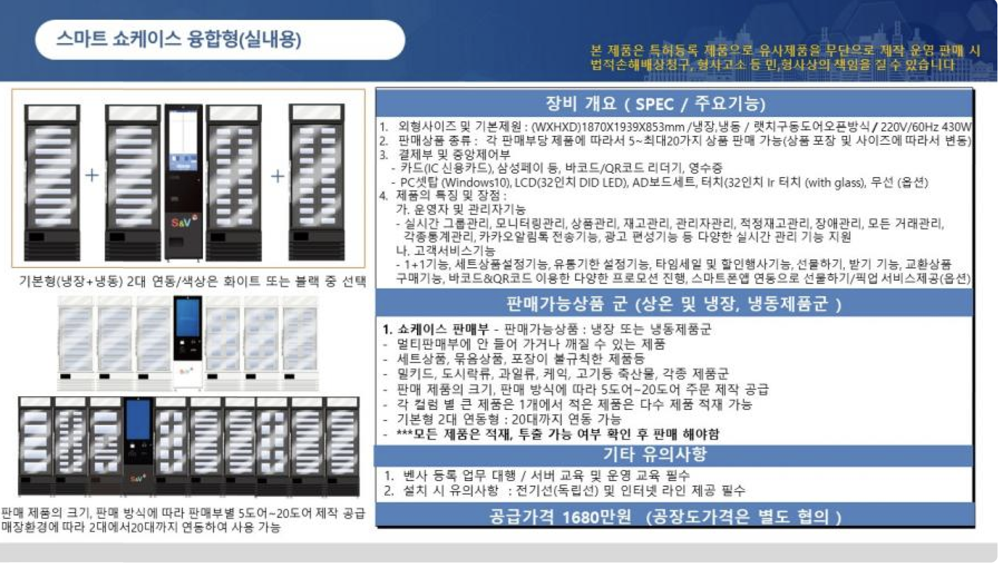 스마트 쇼케이스 융합형(실내용)
본 제품은 특허등록 제품으로 유사제품을 무단으로 제작 운영 판매 시
법적손해배상청구, 형사고소 등 민,형사상의 책임을 질 수 있습니다
+
+
S&V
기본형(냉장+냉동) 2대 연동/색상은 화이트 또는 블랙 중 선택
S&V
S&V
판매 제품의 크기, 판매 방식에 따라 판매부별 5도어~20도어 제작 공급
매장환경에 따라 2대에서20대까지 연동하여 사용 가능
장비 개요 ( SPEC / 주요기능)
1. 외형사이즈 및 기본제원 : (WXHXD)1870X1939X853mm /냉장,냉동 / 랫치구동도어오픈방식 / 220V/60Hz 430W
2. 판매상품 종류 : 각 판매부당 제품에 따라서 5~최대20가지 상품 판매 가능(상품 포장 및 사이즈에 따라서 변동)
3. 결제부 및 중앙제어부
- 카드(IC 신용카드), 삼성페이 등, 바코드/QR코드 리더기, 영수증
- PC셋탑 (Windows10), LCD(32인치 DID LED), AD보드세트, 터치(32인치 Ir 터치 (with glass), 무선 (옵션)
4. 제품의 특징 및 장점 :
가. 운영자 및 관리자기능
- 실시간 그룹관리, 모니터링관리, 상품관리, 재고관리, 관리자관리, 적정재고관리, 장애관리, 모든 거래관리,
각종통계관리, 카카오알림톡 전송기능, 광고 편성기능 등 다양한 실시간 관리 기능 지원
나. 고객서비스기능
- 1+1기능, 세트상품설정기능, 유통기한 설정기능, 타임세일 및 할인행사기능, 선물하기, 받기 기능, 교환상품
구매기능, 바코드&QR코드 이용한 다양한 프로모션 진행, 스마트폰앱 연동으로 선물하기/픽업 서비스제공(옵션)
판매가능상품 군 (상온 및 냉장, 냉동제품군 )
1. 쇼케이스 판매부 - 판매가능상품 : 냉장 또는 냉동제품군
- 멀티판매부에 안 들어 가거나 깨질 수 있는 제품
- 세트상품, 묶음상품, 포장이 불규칙한 제품등
- 밀키드, 도시락류, 과일류, 케익, 고기등 축산물, 각종 제품군
- 판매 제품의 크기, 판매 방식에 따라 5도어~20도어 주문 제작 공급
- 각 컬럼 별 큰 제품은 1개에서 적은 제품은 다수 제품 적재 가능
- 기본형 2대 연동형 : 20대까지 연동 가능
- ***모든 제품은 적재, 투출 가능 여부 확인 후 판매 해야함
기타 유의사항
1. 벤사 등록 업무 대행 / 서버 교육 및 운영 교육 필수
2. 설치 시 유의사항 : 전기선(독립선) 및 인터넷 라인 제공 필수
공급가격 1680만원 (공장도가격은 별도 협의 )